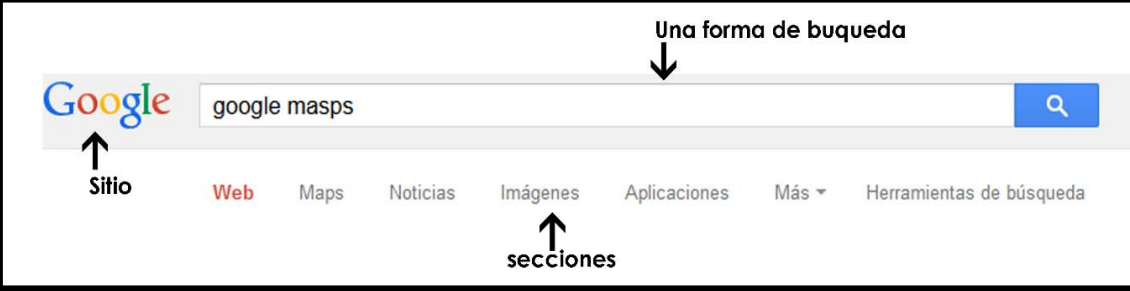 Una forma de buqueda
Google google masps
Sitio
Web Maps Noticias Imágenes Aplicaciones Más Herramientas de búsqueda
secciones